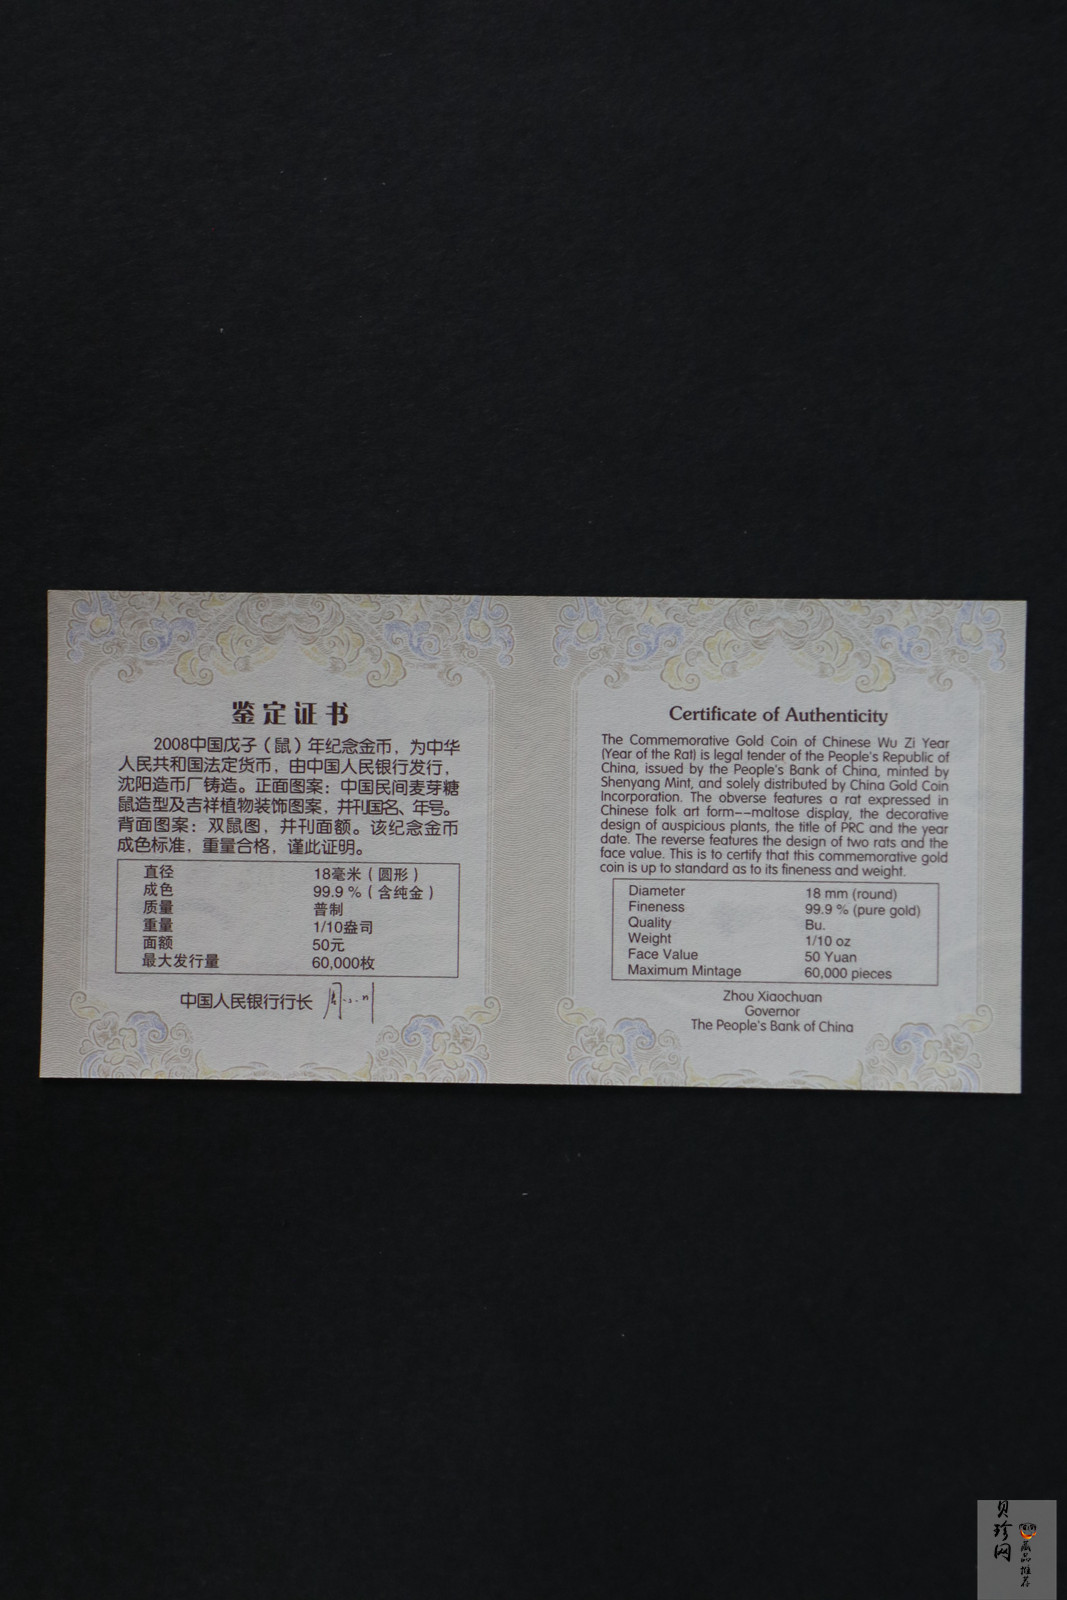 鉴定证书
2008中国戊子（鼠）年纪念金币，为中华
人民共和国法定货币，由中国人民银行发行，
沈阳造币厂铸造。正面图案：中国民间麦芽糖
鼠造型及吉祥植物装饰图案，并刊国名、年号。
背面图案：双鼠图，并刊面额。该纪念金币
成色标准，重量合格，谨此证明。
直径 18毫米（圆形）
成色 99.9％（含纯金）
质量 普制
重量 1/10盎司
面额 50元
最大发行量 60,000枚
中国人民银行行长
Certificate of Authenticity
The Commemorative Gold Coin of Chinese Wu Zi Year
(Year of the Rat) is legal tender of the People's Republic of
China, issued by the People's Bank of China, minted by
Shenyang Mint, and solely distributed by China Gold Coin
Incorporation. The obverse features a rat expressed in
Chinese folk art form--maltose display, the decorative
design of auspicious plants, the title of PRC and the year
date. The reverse features the design of two rats and the
face value. This is to certify that this commemorative gold
coin is up to standard as to its fineness and weight.
Diameter 18 mm (round)
Fineness 99.9 % (pure gold)
Quality Bu.
Weight 1/10 oz
Face Value 50 Yuan
Maximum Mintage 60,000 pieces
Zhou Xiaochuan
Governor
The People's Bank of China
贝珍网
藏品推荐